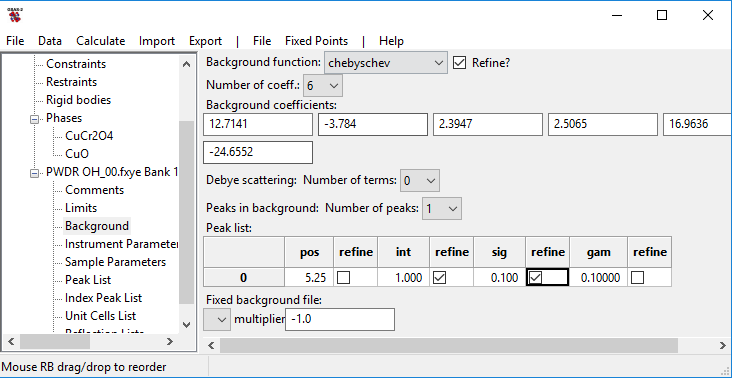 GSAS-2
File Data Calculate Import Export | File Fixed Points | Help
Constraints
Restraints
Rigid bodies
Phases
CuCr2O4
CuO
PWDR OH_00.fxye Bank 1
Comments
Limits
Background
Instrument Parameter
Sample Parameters
Peak List
Index Peak List
Unit Cells List
Reflection Lists
Background function: chebyschev Refine?
Number of coeff.: 6
Background coefficients:
12.7141 -3.784 2.3947 2.5065 16.9636
-24.6552
Debye scattering: Number of terms: 0
Peaks in background: Number of peaks: 1
Peak list:
pos refine int refine sig refine gam refine
0 5.25 1.000 0.100 0.10000
Fixed background file:
multiplier -1.0
Mouse RB drag/drop to reorder